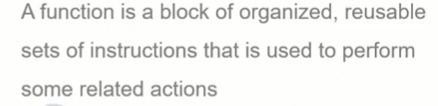 A function is a block of organized, reusable
sets of instructions that is used to perform
some related actions